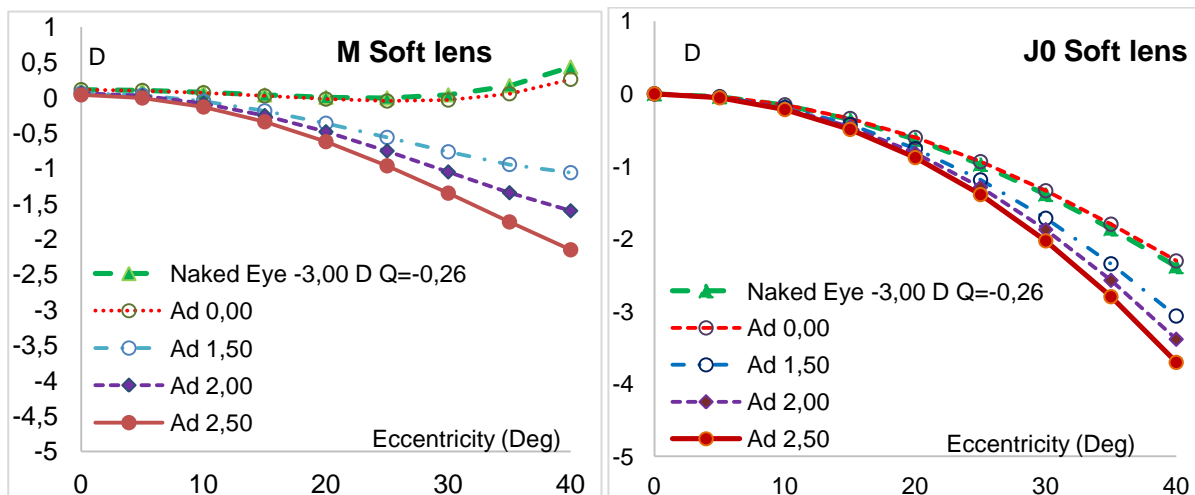 M Soft lens
D
1
0,5
0
-0,5
-1
-1,5
-2
-2,5
-3
-3,5
-4
-4,5
-5
Naked Eye -3,00 D Q=-0,26
Ad 0,00
Ad 1,50
Ad 2,00
Ad 2,50
Eccentricity (Deg)
0 10 20 30 40
J0 Soft lens
D
1
0
-1
-2
-3
-4
-5
Naked Eye -3,00 D Q=-0,26
Ad 0,00
Ad 1,50
Ad 2,00
Ad 2,50
Eccentricity (Deg)
0 10 20 30 40